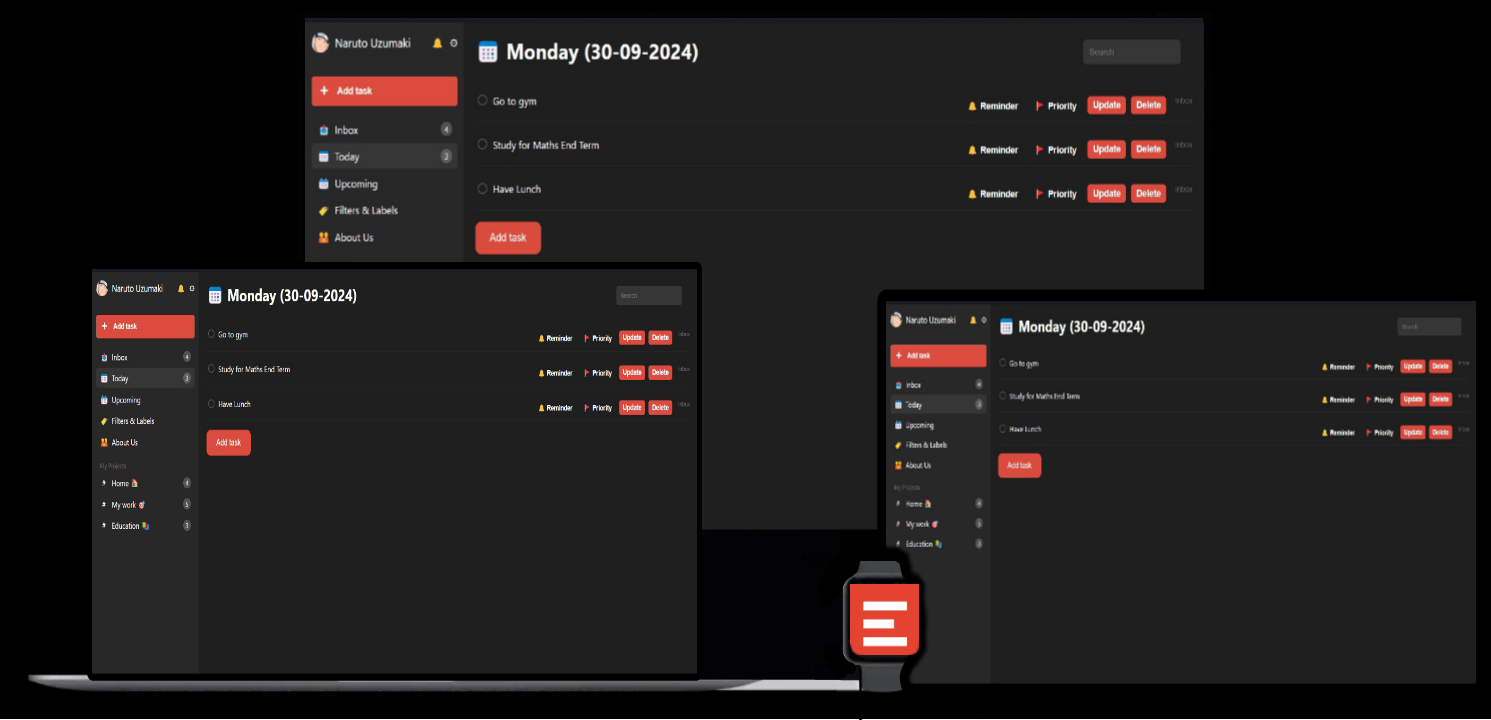 Naruto Uzumaki
Monday (30-09-2024)
Search
+ Add task
Go to gym
Reminder Priority Update Delete Inbox
Inbox 4
Study for Maths End Term
Reminder Priority Update Delete Inbox
Today 3
Upcoming
Have Lunch
Reminder Priority Update Delete Inbox
Filters & Labels
About Us
Add task
Naruto Uzumaki
Monday (30-09-2024)
Search
+ Add task
Go to gym
Reminder Priority Update Delete Inbox
Inbox 4
Study for Maths End Term
Reminder Priority Update Delete Inbox
Today 3
Upcoming
Have Lunch
Reminder Priority Update Delete Inbox
Filters & Labels
About Us
Add task
My Projects
# Home 4
# My work 5
# Education 3
Naruto Uzumaki
Monday (30-09-2024)
Search
+ Add task
Go to gym
Reminder Priority Update Delete
Inbox 4
Study for Maths End Term
Reminder Priority Update Delete
Today 3
Upcoming
Have Lunch
Reminder Priority Update Delete
Filters & Labels
About Us
Add task
My Projects
# Home 4
# My work 5
# Education 3